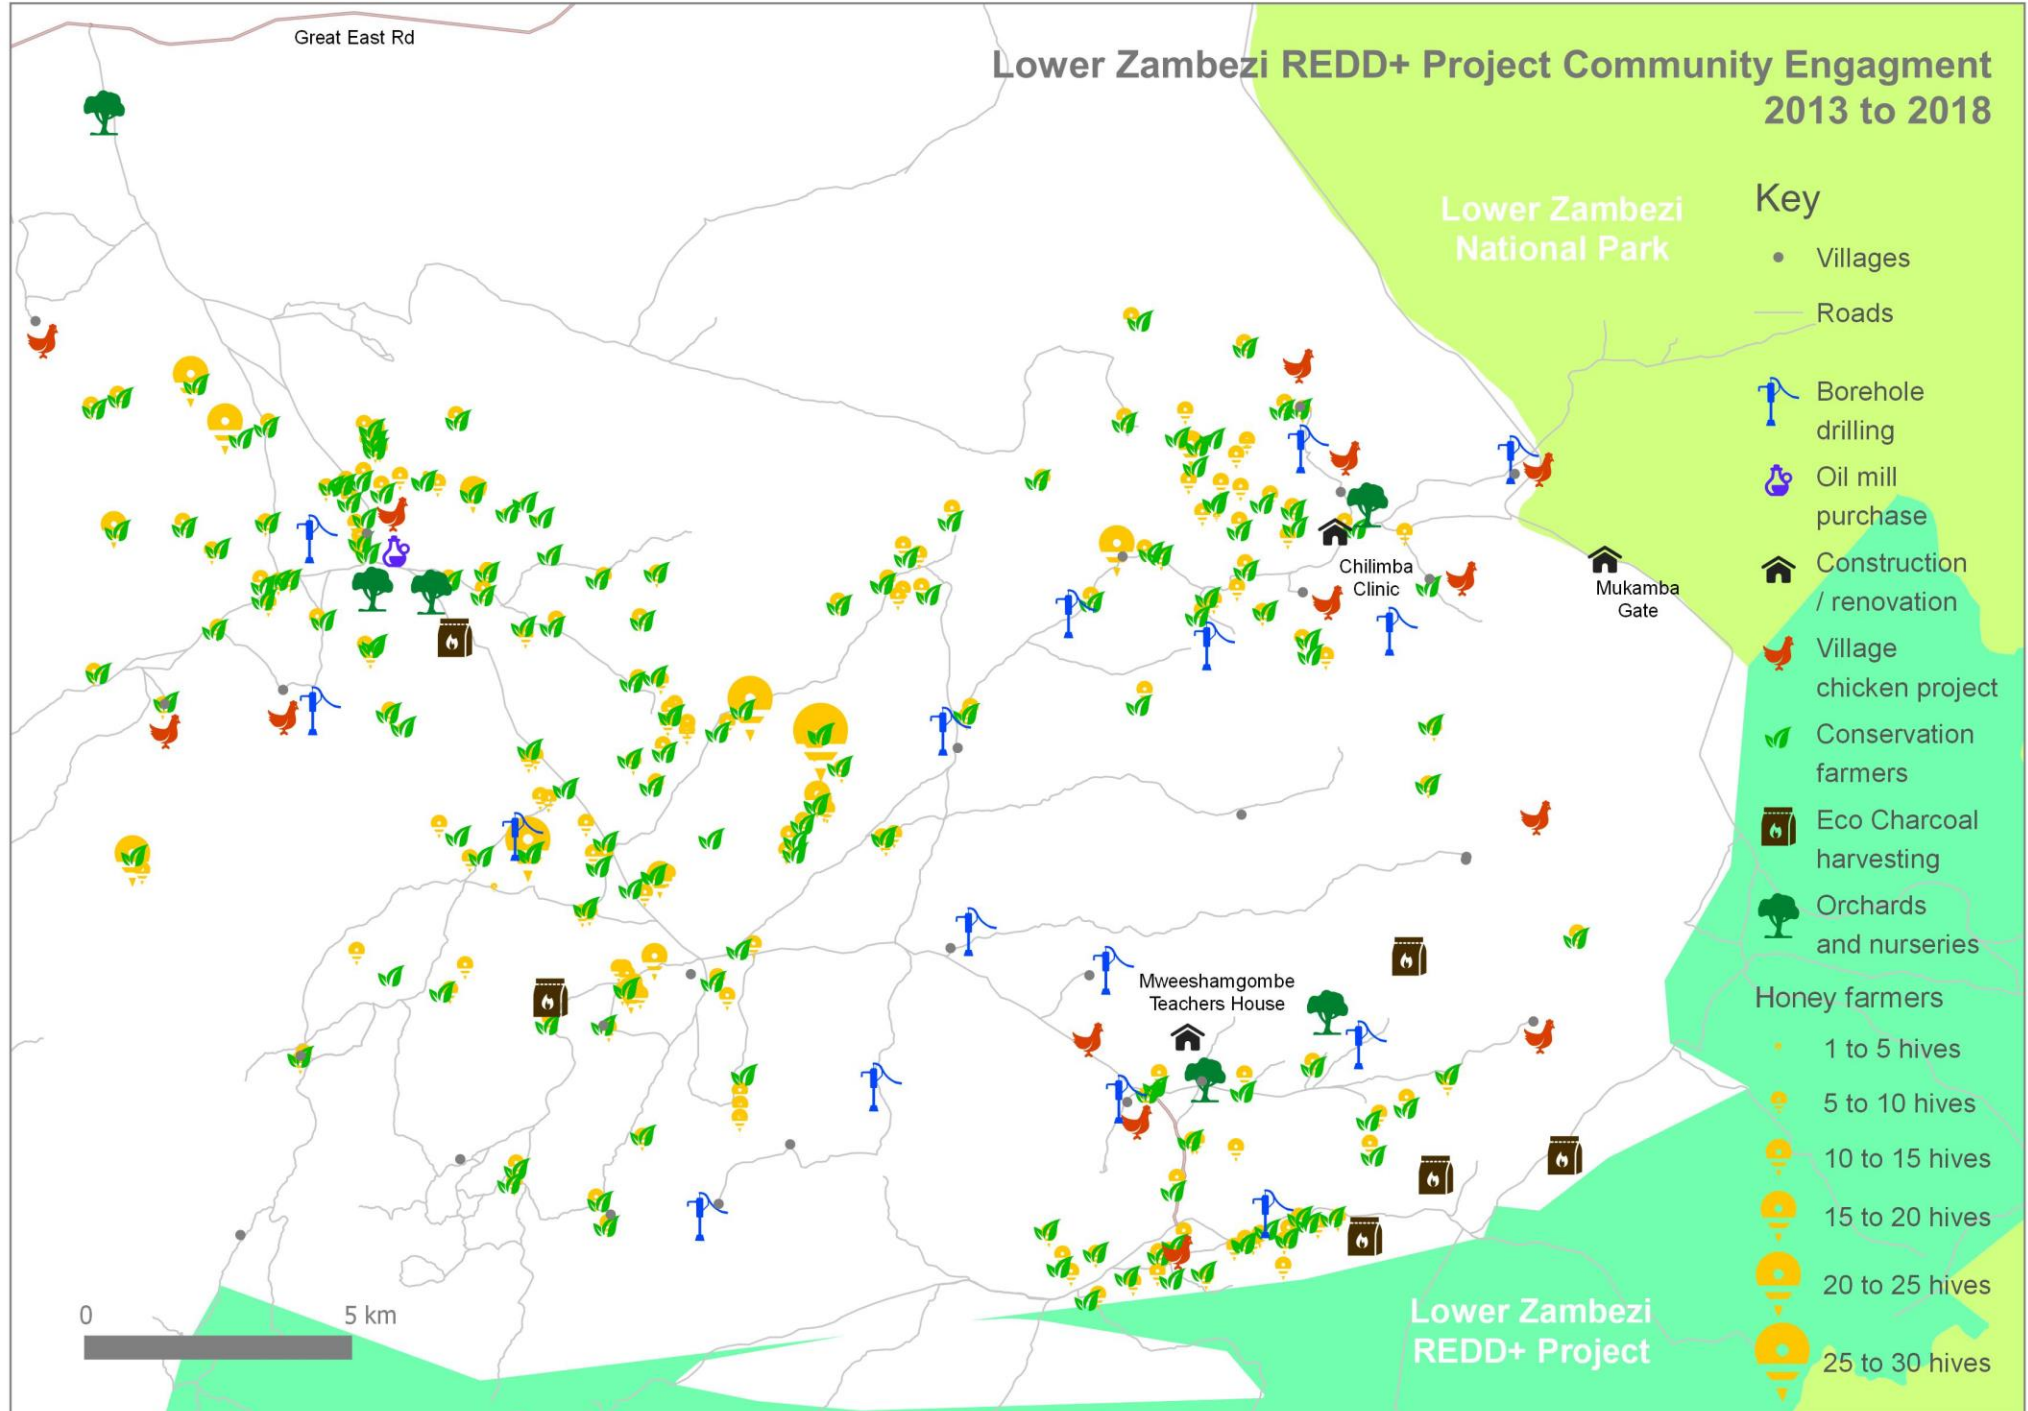 Great East Rd
Lower Zambezi REDD+ Project Community Engagment
2013 to 2018
Lower Zambezi
National Park
Key
Villages
Roads
Borehole
drilling
Oil mill
purchase
Construction
/ renovation
Village
chicken project
Conservation
farmers
Eco Charcoal
harvesting
Orchards
and nurseries
Honey farmers
1 to 5 hives
5 to 10 hives
10 to 15 hives
15 to 20 hives
20 to 25 hives
25 to 30 hives
Chilimba
Clinic
Mukamba
Gate
Mweeshamgombe
Teachers House
Lower Zambezi
REDD+ Project
0 5 km